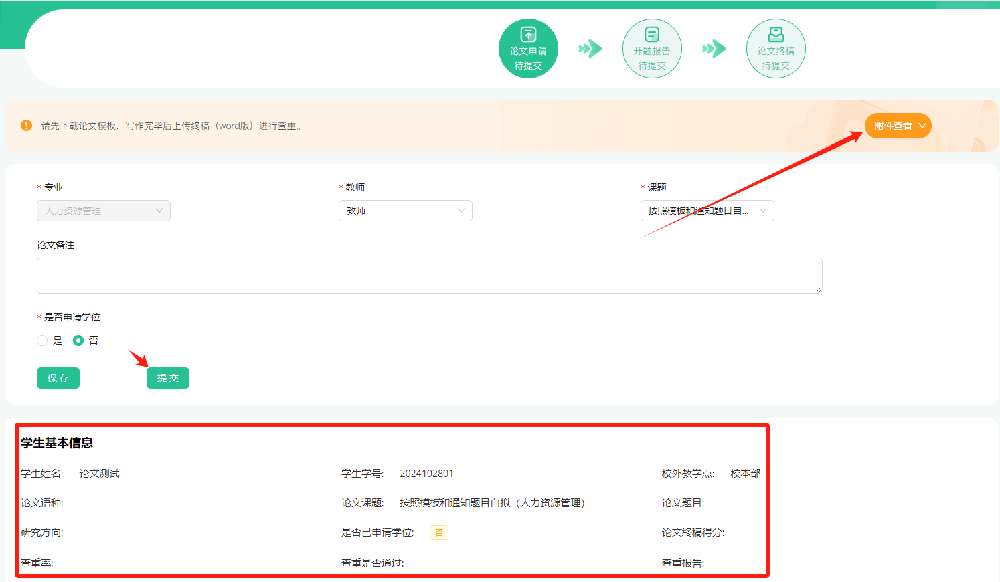 论文申请
待提交
开题报告
待提交
论文终稿
待提交
请先下载论文模板，写作完毕后上传终稿（word版）进行查重。
附件查看
* 专业
* 教师
* 课题
人力资源管理
教师
按照模板和通知题目自...
论文备注
* 是否申请学位
是
否
保 存
提 交
学生基本信息
学生姓名: 论文测试
学生学号: 2024102801
校外教学点: 校本部
论文语种:
论文课题: 按照模板和通知题目自拟（人力资源管理）
论文题目:
研究方向:
是否已申请学位: 否
论文终稿得分:
查重率:
查重是否通过:
查重报告: